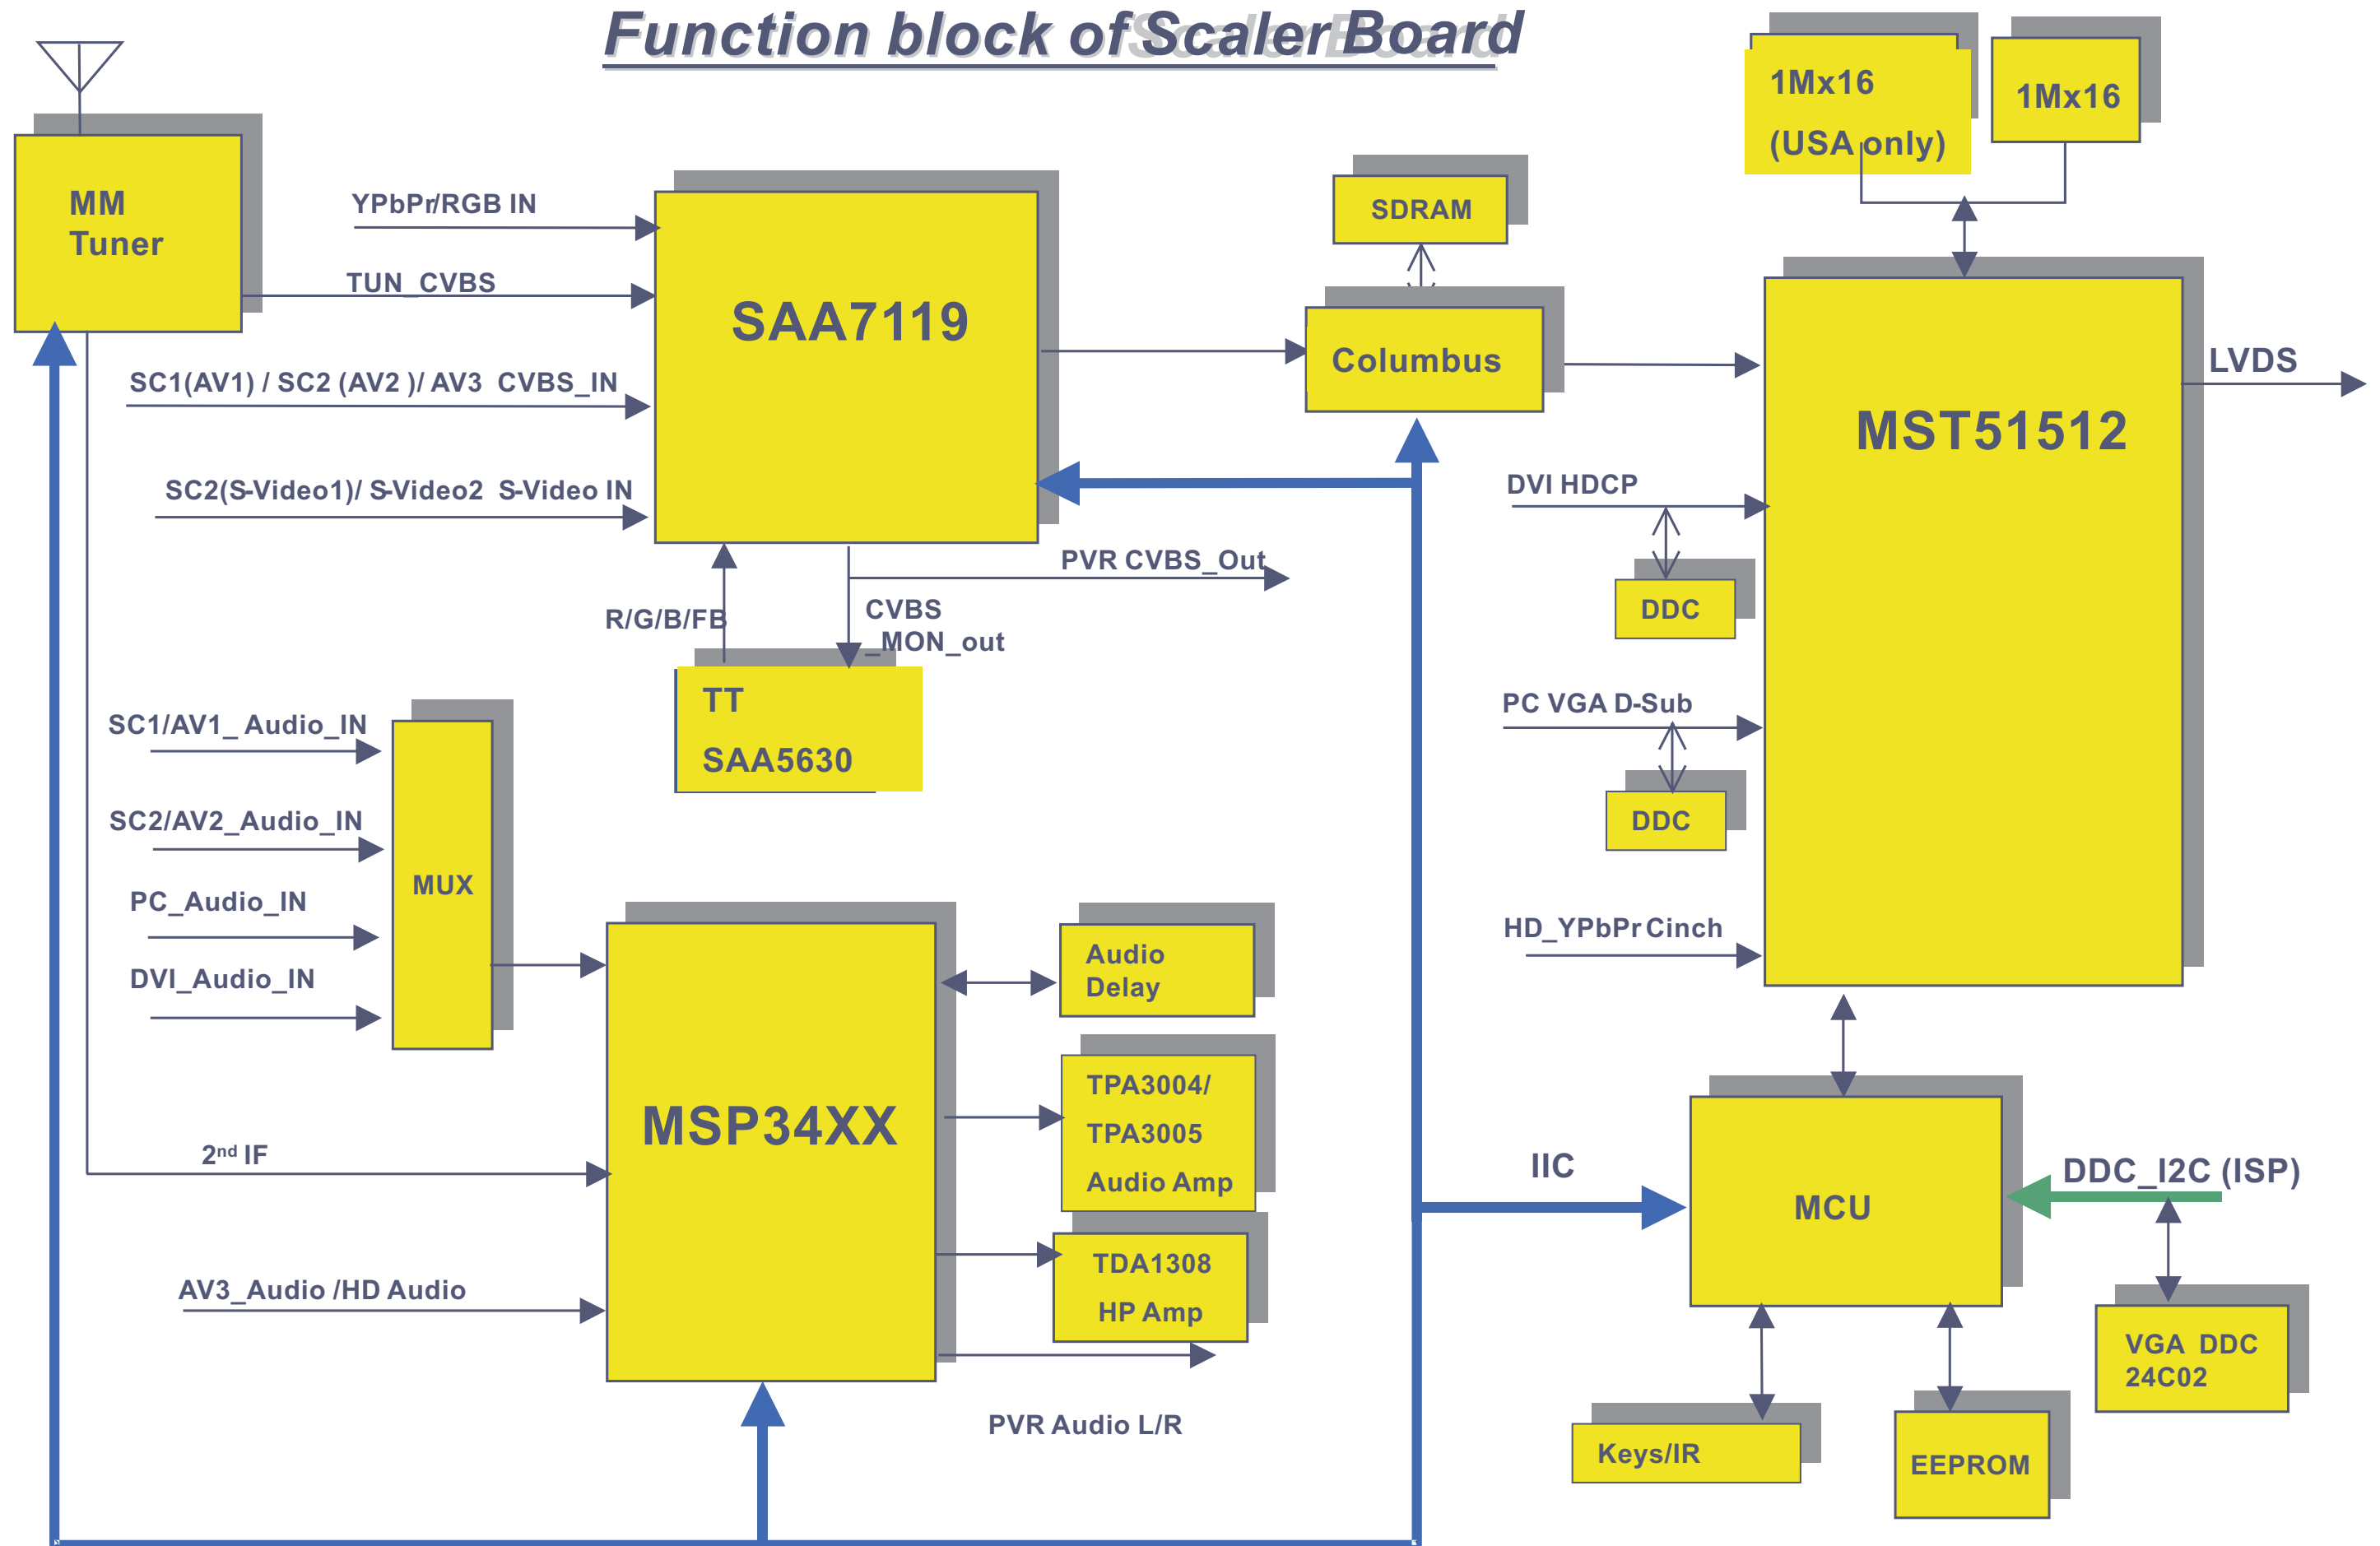 Function block of Scaler Board
1Mx16
(USA only)
1Mx16
MM
Tuner
YPbPr/RGB IN
TUN_CVBS
SC1(AV1) / SC2 (AV2 )/ AV3 CVBS_IN
SC2(S-Video1)/ S-Video2 S-Video IN
SAA7119
SDRAM
Columbus
MST51512
LVDS
DVI HDCP
DDC
PVR CVBS_Out
R/G/B/FB
CVBS
_MON_out
TT
SAA5630
PC VGA D-Sub
DDC
HD_YPbPr Cinch
SC1/AV1_ Audio_IN
SC2/AV2_Audio_IN
PC_Audio_IN
DVI_Audio_IN
MUX
MSP34XX
2nd IF
AV3_Audio /HD Audio
Audio
Delay
TPA3004/
TPA3005
Audio Amp
TDA1308
HP Amp
PVR Audio L/R
IIC
MCU
DDC_I2C (ISP)
VGA DDC
24C02
Keys/IR
EEPROM